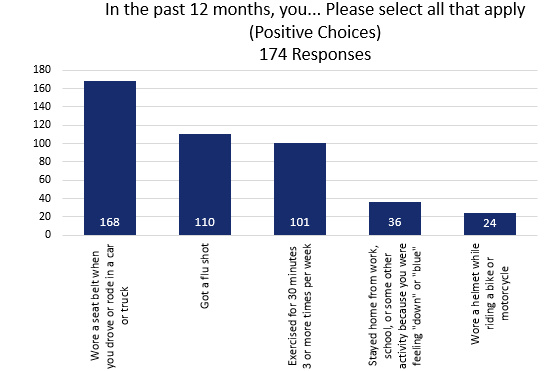 In the past 12 months, you... Please select all that apply
(Positive Choices)
174 Responses
180
160
140
120
100
80
60
40
20
0
168
110
101
36
24
Wore a seat belt when
you drove or rode in a car
or truck
Got a flu shot
Exercised for 30 minutes
3 or more times per week
Stayed home from work,
school, or some other
activity because you were
feeling "down" or "blue"
Wore a helmet while
riding a bike or
motorcycle